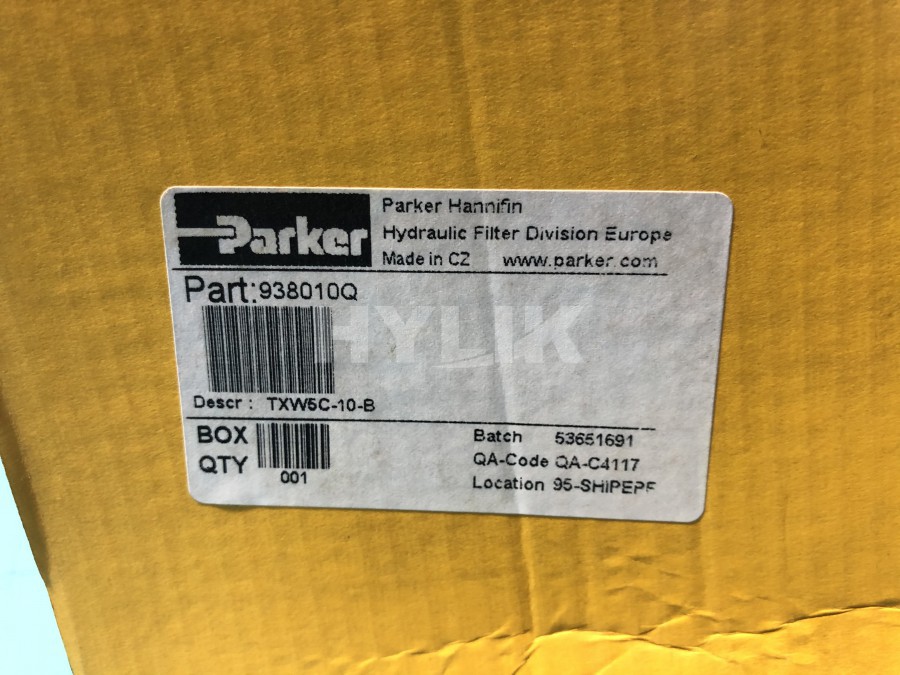 Parker
Parker Hannifin
Hydraulic Filter Division Europe
Made in CZ www.parker.com
Part:938010Q
HYLIK
Descr : TXW5C-10-B
BOX QTY
001
Batch 53651691
QA-Code QA-C4117
Location 95-SHIPEPF